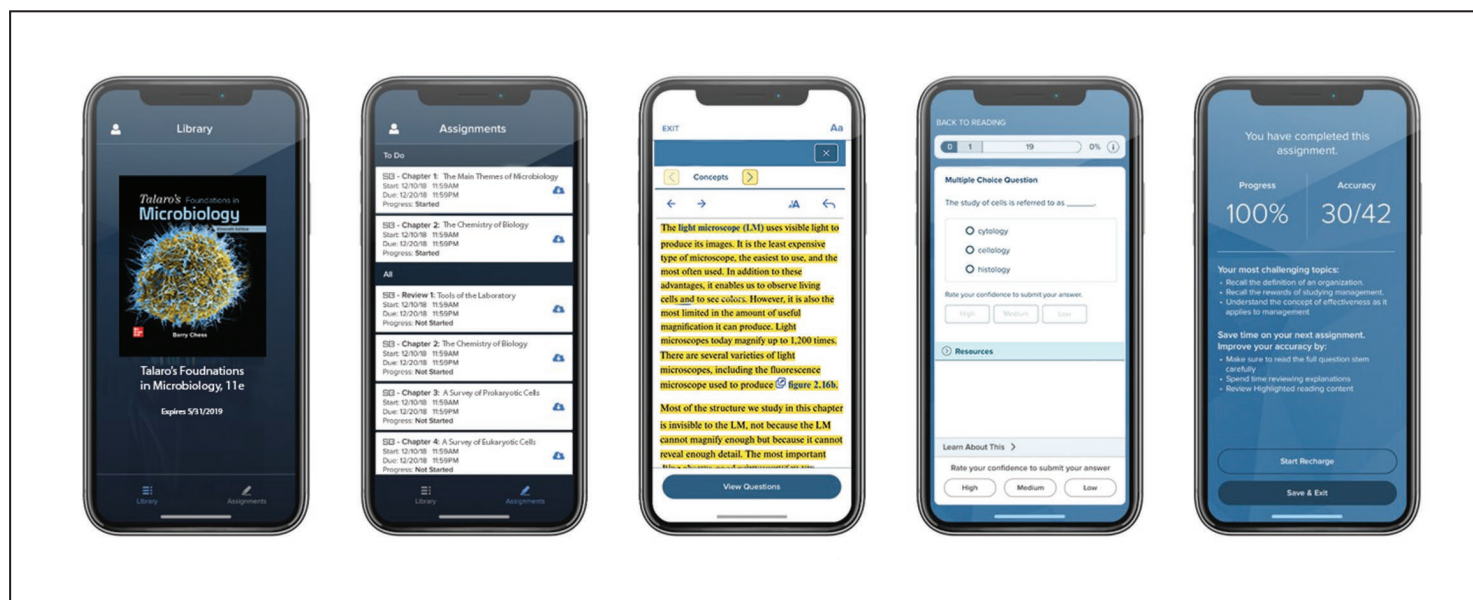 Library
Talaro's Foundations in
Microbiology
Eleventh Edition
Barry Chess
Talaro's Foudnations
in Microbiology, 11e
Expires 5/31/2019
Library
Assignments
Assignments
To Do
SB - Chapter 1: The Main Themes of Microbiology
Start: 12/10/18 11:59AM
Due: 12/20/18 11:59PM
Progress: Started
SB - Chapter 2: The Chemistry of Biology
Start: 12/10/18 11:59AM
Due: 12/20/18 11:59PM
Progress: Started
All
SB - Review 1: Tools of the Laboratory
Start: 12/10/18 11:59AM
Due: 12/20/18 11:59PM
Progress: Not Started
SB - Chapter 2: The Chemistry of Biology
Start: 12/10/18 11:59AM
Due: 12/20/18 11:59PM
Progress: Not Started
SB - Chapter 3: A Survey of Prokaryotic Cells
Start: 12/10/18 11:59AM
Due: 12/20/18 11:59PM
Progress: Not Started
SB - Chapter 4: A Survey of Eukaryotic Cells
Start: 12/10/18 11:59AM
Due: 12/20/18 11:59PM
Progress: Not Started
Library
Assignments
EXIT
Aa
Concepts
A
The light microscope (LM) uses visible light to
produce its images. It is the least expensive
type of microscope, the easiest to use, and the
most often used. In addition to these
advantages, it enables us to observe living
cells and to see colors. However, it is also the
most limited in the amount of useful
magnification it can produce. Light
microscopes today magnify up to 1,200 times.
There are several varieties of light
microscopes, including the fluorescence
microscope used to produce figure 2.16b.
Most of the structure we study in this chapter
is invisible to the LM, not because the LM
cannot magnify enough but because it cannot
reveal enough detail. The most important
View Questions
BACK TO READING
0 1 19 0% i
Multiple Choice Question
The study of cells is referred to as ______.
cytology
cellology
histology
Rate your confidence to submit your answer.
High Medium Low
Resources
Learn About This
Rate your confidence to submit your answer
High Medium Low
You have completed this
assignment.
Progress Accuracy
100% 30/42
Your most challenging topics:
• Recall the definition of an organization.
• Recall the rewards of studying management.
• Understand the concept of effectiveness as it
applies to management
Save time on your next assignment.
Improve your accuracy by:
• Make sure to read the full question stem
carefully
• Spend time reviewing explanations
• Review Highlighted reading content
Start Recharge
Save & Exit